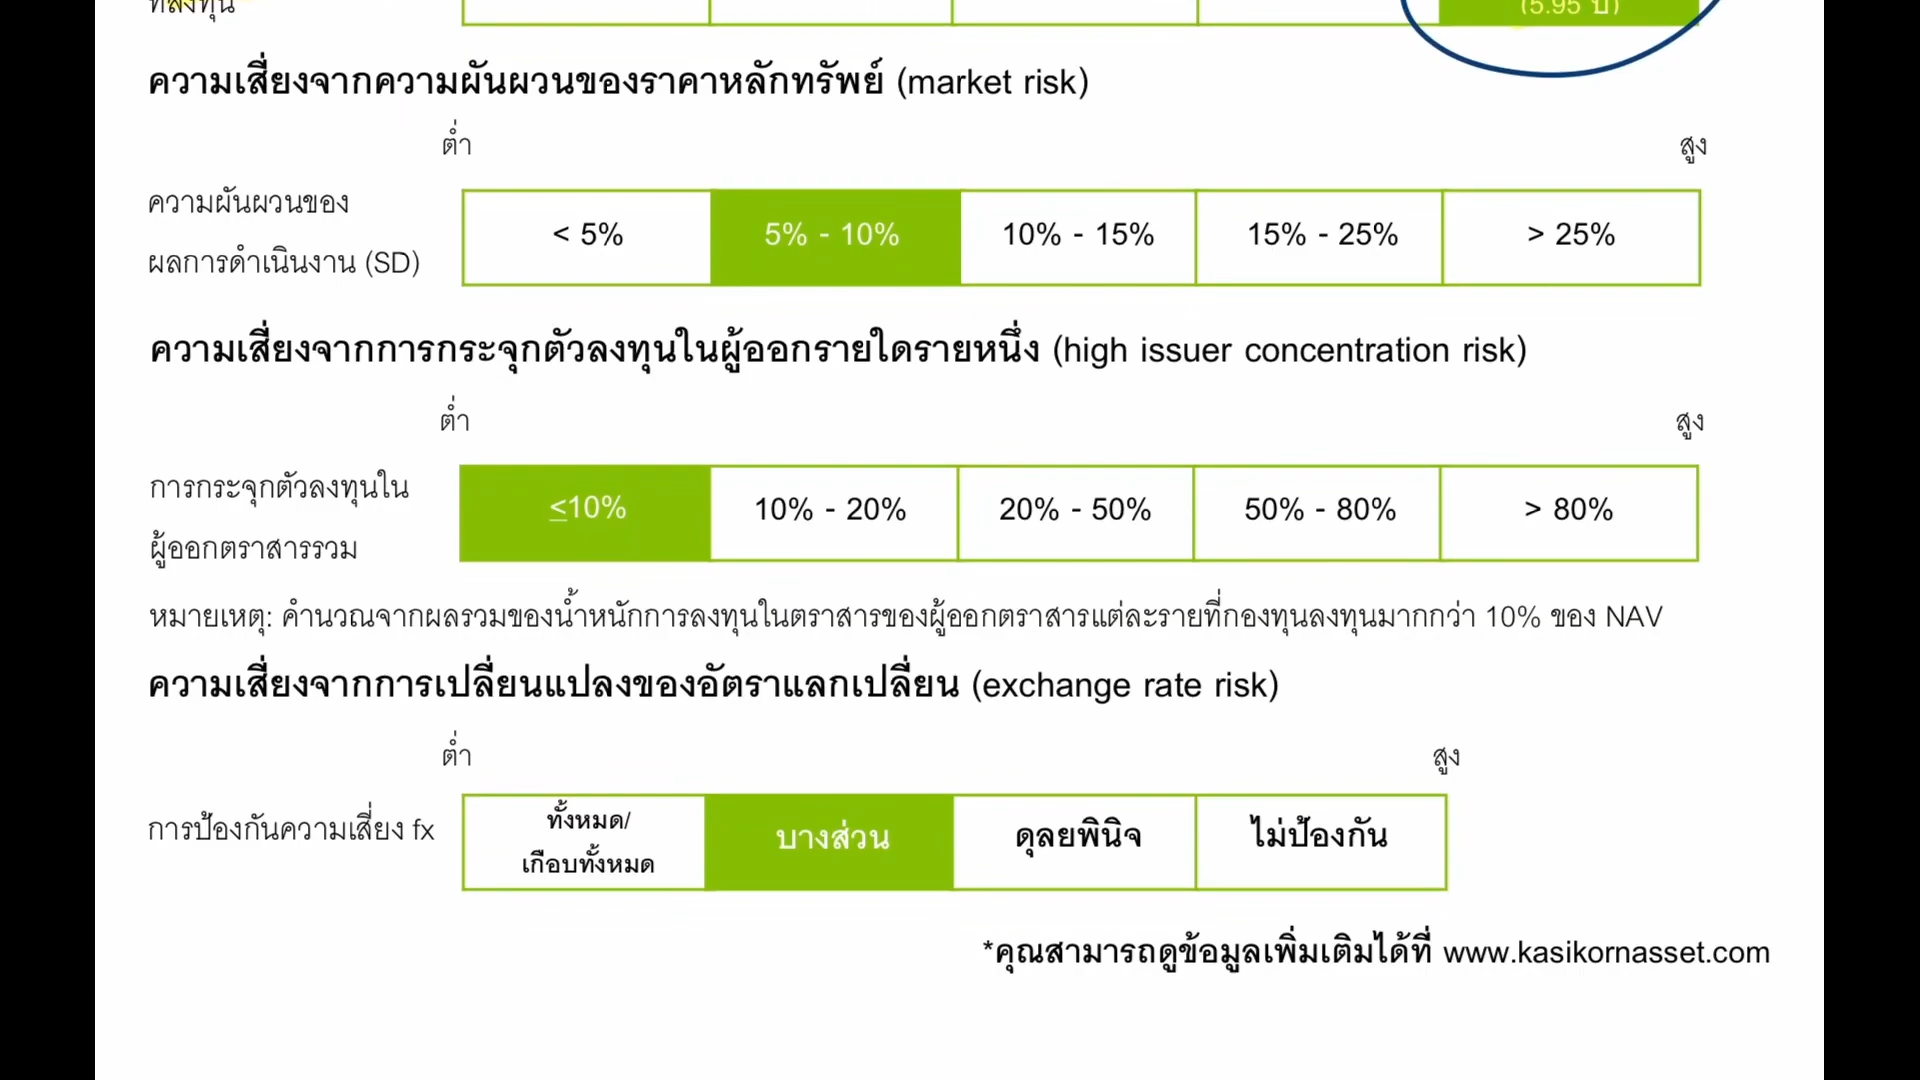 ที่ลงทุน
(5.95 ปี)
ความเสี่ยงจากความผันผวนของราคาหลักทรัพย์ (market risk)
ต่ำ สูง
ความผันผวนของ
ผลการดำเนินงาน (SD)
< 5% 5% - 10% 10% - 15% 15% - 25% > 25%
ความเสี่ยงจากการกระจุกตัวลงทุนในผู้ออกรายใดรายหนึ่ง (high issuer concentration risk)
ต่ำ สูง
การกระจุกตัวลงทุนใน
ผู้ออกตราสารรวม
≤10% 10% - 20% 20% - 50% 50% - 80% > 80%
หมายเหตุ: คำนวณจากผลรวมของน้ำหนักการลงทุนในตราสารของผู้ออกตราสารแต่ละรายที่กองทุนลงทุนมากกว่า 10% ของ NAV
ความเสี่ยงจากการเปลี่ยนแปลงของอัตราแลกเปลี่ยน (exchange rate risk)
ต่ำ สูง
การป้องกันความเสี่ยง fx
ทั้งหมด/
เกือบทั้งหมด
บางส่วน ดุลยพินิจ ไม่ป้องกัน
*คุณสามารถดูข้อมูลเพิ่มเติมได้ที่ www.kasikornasset.com